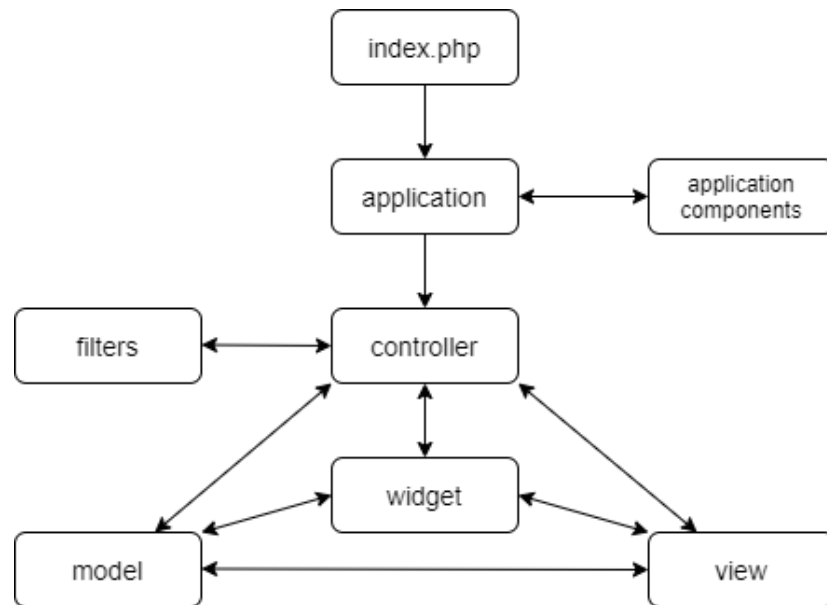 index.php
application
application
components
filters
controller
widget
model
view